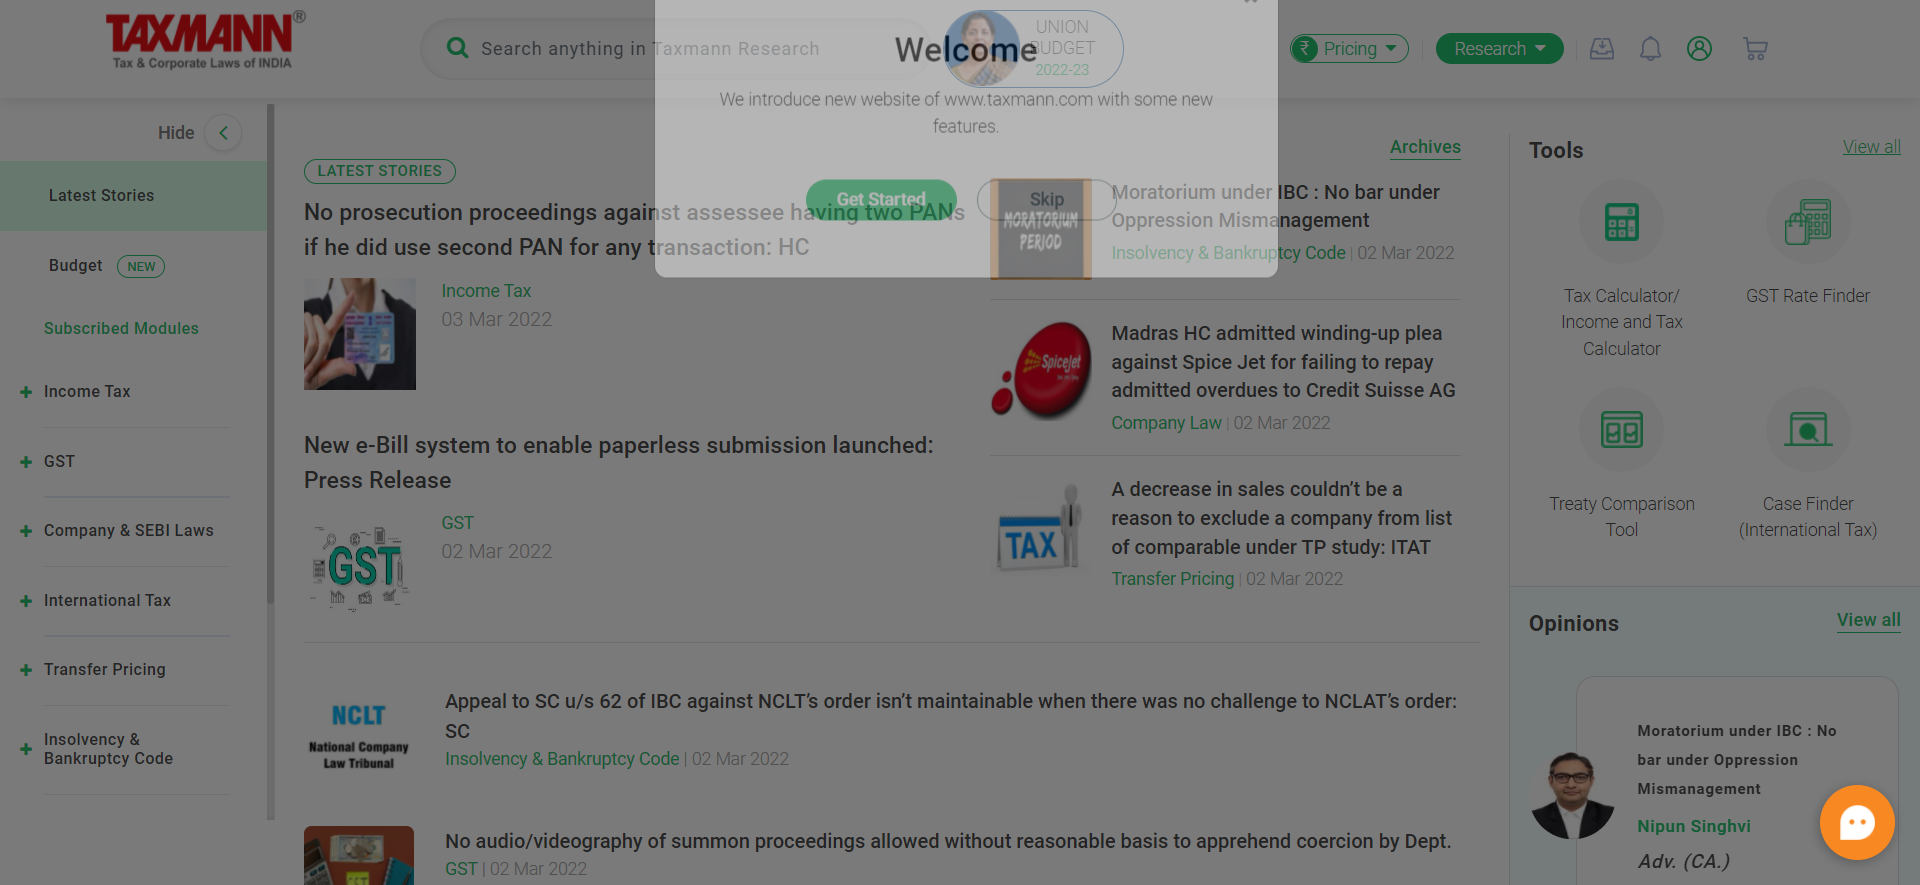 TAXMANN®
Tax & Corporate Laws of INDIA
Search anything in Taxmann Research
UNION
BUDGET
2022-23
₹ Pricing
Research
Welcome
We introduce new website of www.taxmann.com with some new
features.
Get Started
Skip
Hide
Latest Stories
Budget NEW
Subscribed Modules
Income Tax
GST
Company & SEBI Laws
International Tax
Transfer Pricing
Insolvency &
Bankruptcy Code
LATEST STORIES
No prosecution proceedings against assessee having two PANs
if he did use second PAN for any transaction: HC
Income Tax
03 Mar 2022
New e-Bill system to enable paperless submission launched:
Press Release
GST
GST
02 Mar 2022
Archives
MORATORIUM
PERIOD
Moratorium under IBC : No bar under
Oppression Mismanagement
Insolvency & Bankruptcy Code | 02 Mar 2022
SpiceJet
Madras HC admitted winding-up plea
against Spice Jet for failing to repay
admitted overdues to Credit Suisse AG
Company Law | 02 Mar 2022
TAX
A decrease in sales couldn’t be a
reason to exclude a company from list
of comparable under TP study: ITAT
Transfer Pricing | 02 Mar 2022
NCLT
National Company
Law Tribunal
Appeal to SC u/s 62 of IBC against NCLT’s order isn’t maintainable when there was no challenge to NCLAT’s order:
SC
Insolvency & Bankruptcy Code | 02 Mar 2022
GST
No audio/videography of summon proceedings allowed without reasonable basis to apprehend coercion by Dept.
GST | 02 Mar 2022
Tools
View all
Tax Calculator/
Income and Tax
Calculator
GST Rate Finder
Treaty Comparison
Tool
Case Finder
(International Tax)
Opinions
View all
Moratorium under IBC : No
bar under Oppression
Mismanagement
Nipun Singhvi
Adv. (CA.)